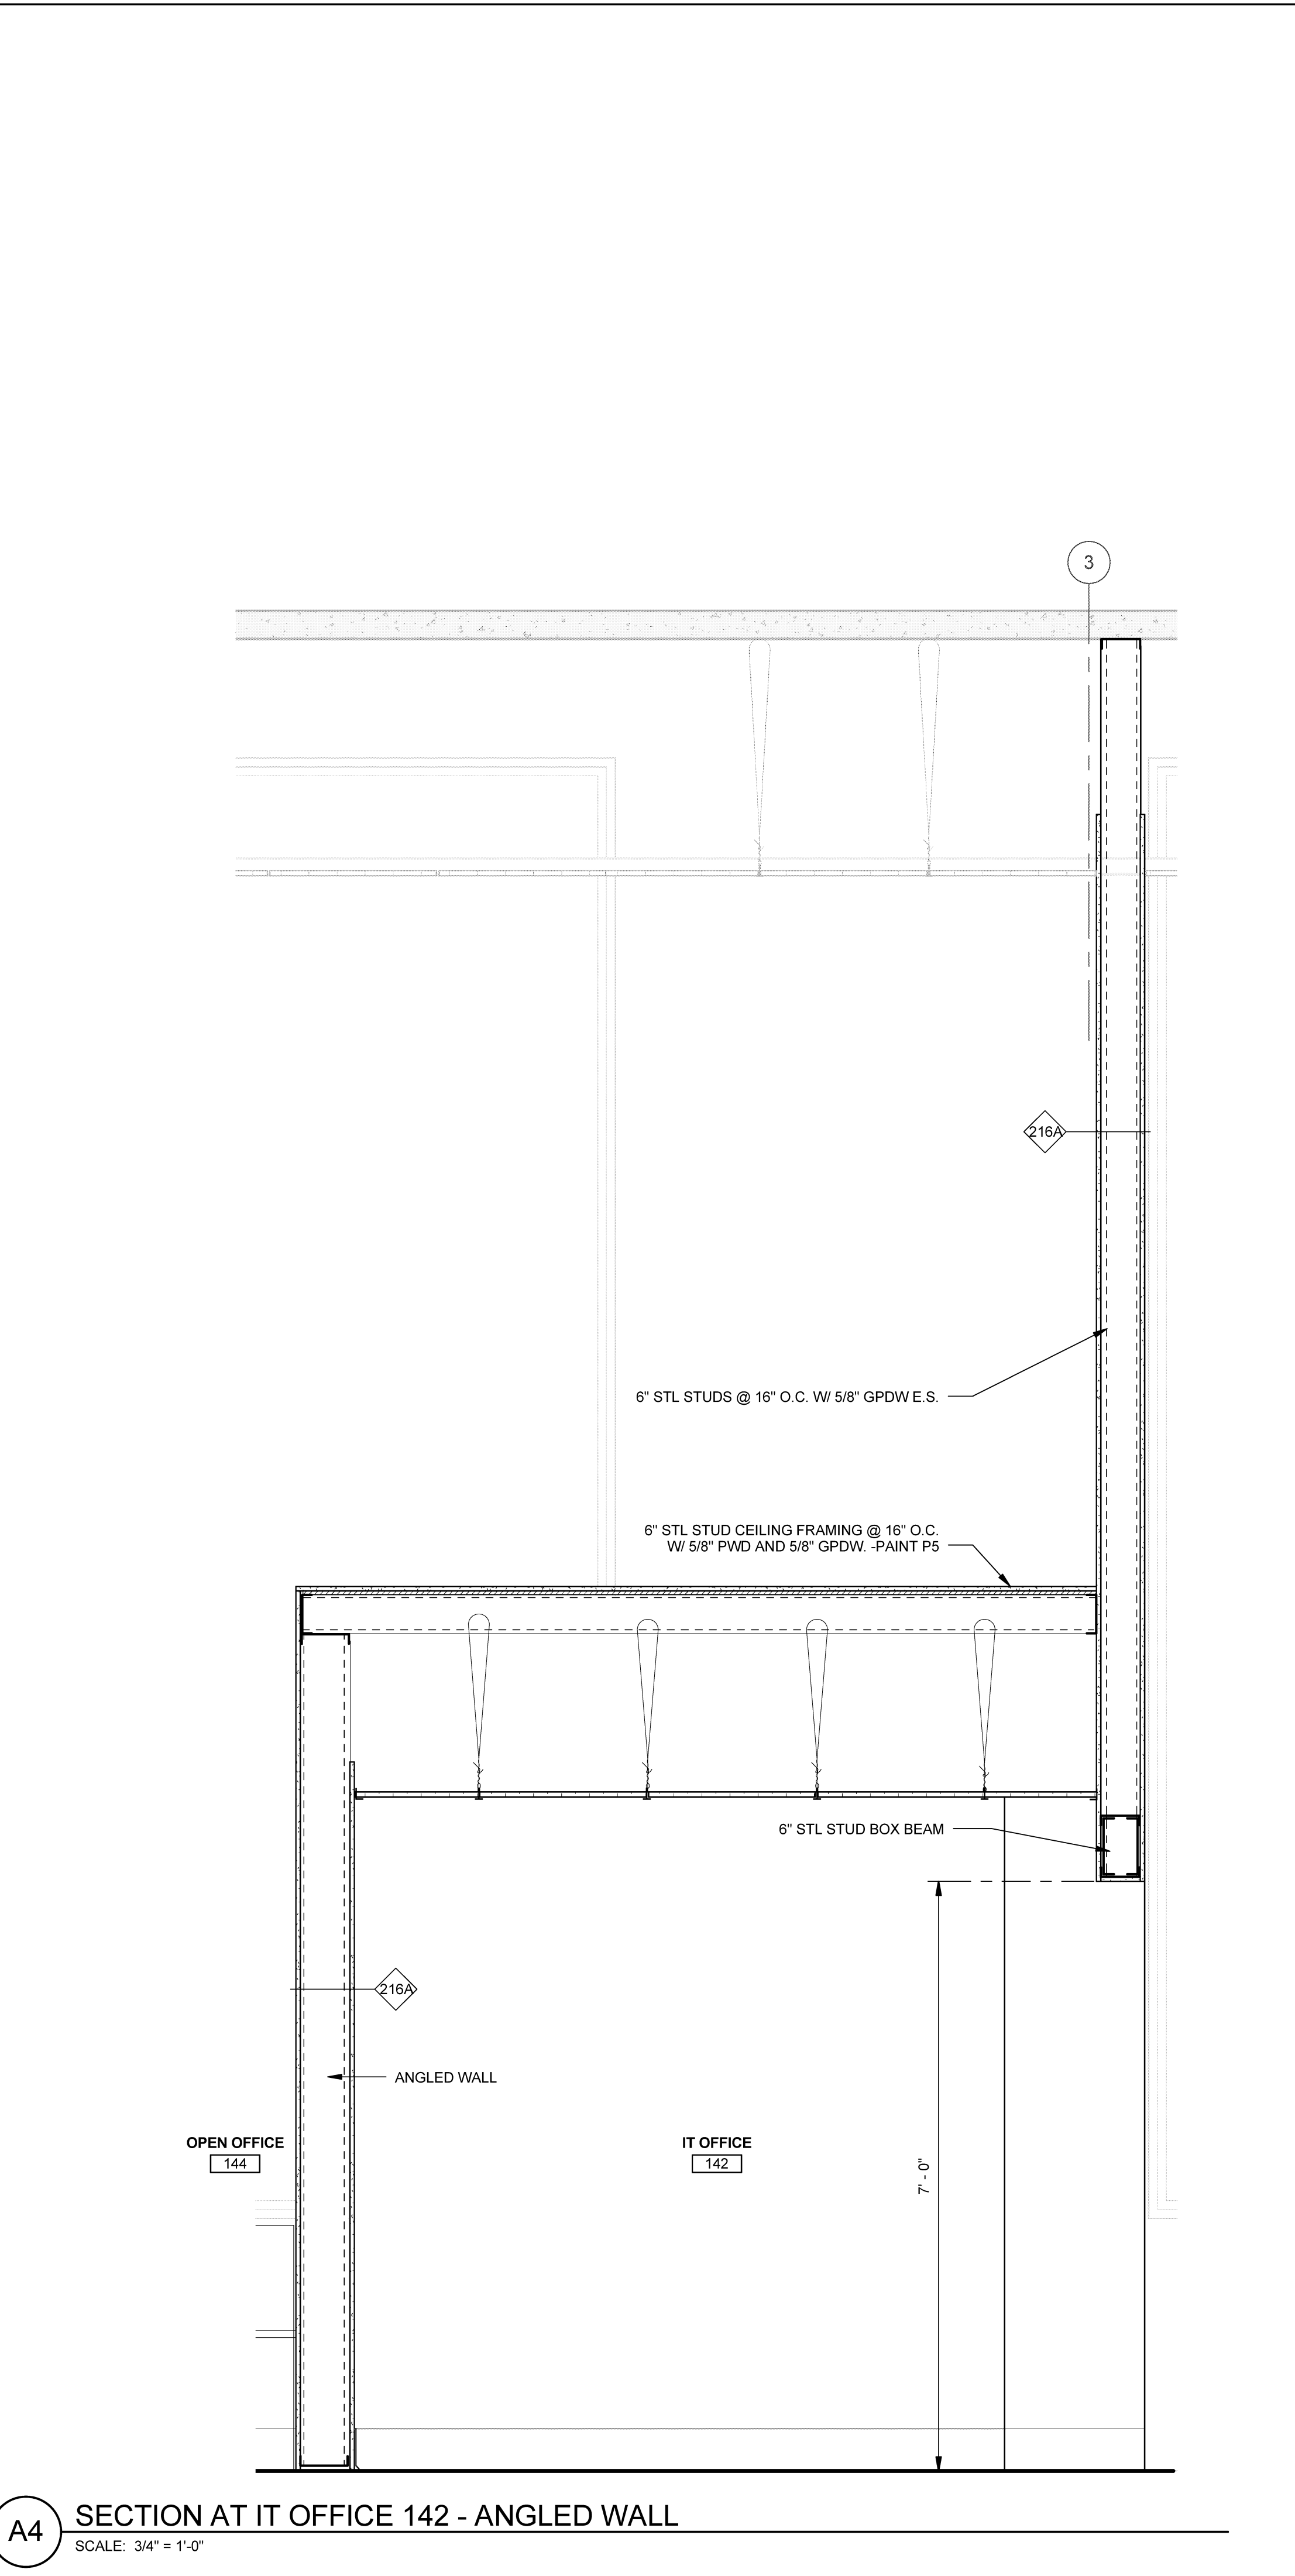 3
216A
6" STL STUDS @ 16" O.C. W/ 5/8" GPDW E.S.
6" STL STUD CEILING FRAMING @ 16" O.C.
W/ 5/8" PWD AND 5/8" GPDW. -PAINT P5
6" STL STUD BOX BEAM
216A
ANGLED WALL
OPEN OFFICE
144
IT OFFICE
142
7' - 0"
A4
SECTION AT IT OFFICE 142 - ANGLED WALL
SCALE: 3/4" = 1'-0"